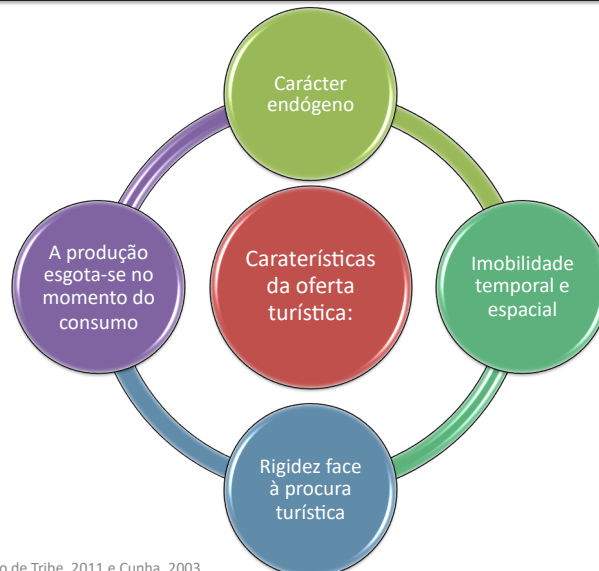 Carácter
endógeno
Caraterísticas
da oferta
turística:
Imobilidade
temporal e
espacial
Rigidez face
à procura
turística
A produção
esgota-se no
momento do
consumo
de Tribe, 2011 e Cunha, 2003